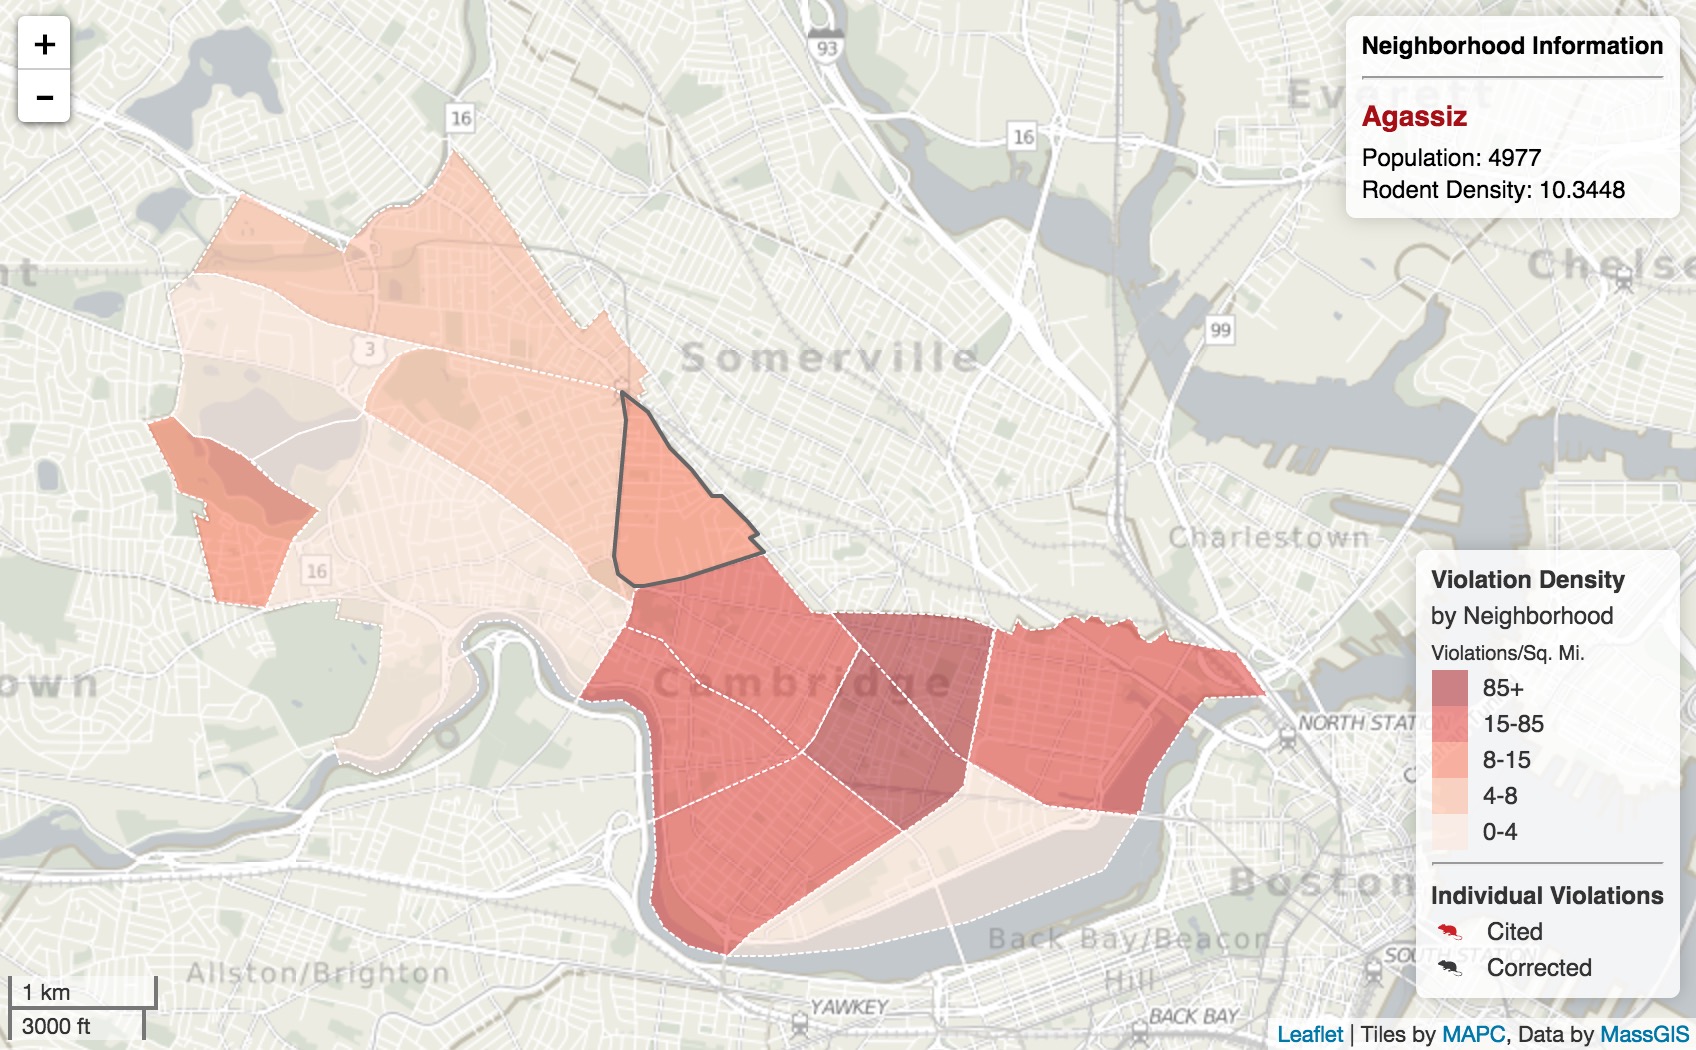 +
−
93
16
16
Everett
Neighborhood Information
Agassiz
Population: 4977
Rodent Density: 10.3448
nt
Chelse
99
3
Somerville
Charlestown
16
own
Cambridge
NORTH STATION
Violation Density
by Neighborhood
Violations/Sq. Mi.
85+
15-85
8-15
4-8
0-4
Individual Violations
Cited
Corrected
Boston
Back Bay/Beacon
Hill
SOUTH STATION
Allston/Brighton
YAWKEY
BACK BAY
1 km
3000 ft
Leaflet | Tiles by MAPC, Data by MassGIS